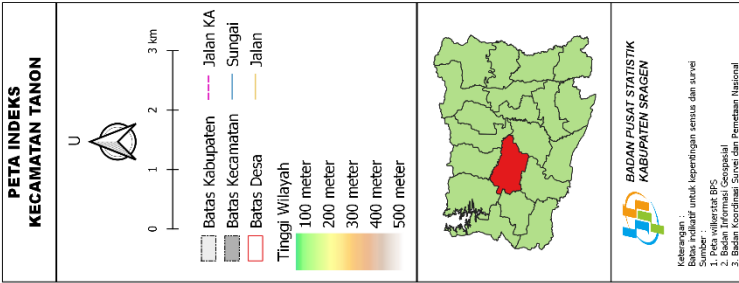 PETA INDEKS
KECAMATAN TANON
U
0 1 2 3 km
Batas Kabupaten
Batas Kecamatan
Batas Desa
Jalan KA
Sungai
Jalan
Tinggi Wilayah
100 meter
200 meter
300 meter
400 meter
500 meter
BADAN PUSAT STATISTIK
KABUPATEN SRAGEN
Keterangan :
Batas indikatif untuk kepentingan sensus dan survei
Sumber :
1. Peta wilkerstat BPS
2. Badan Informasi Geospasial
3. Badan Koordinasi Survei dan Pemetaan Nasional